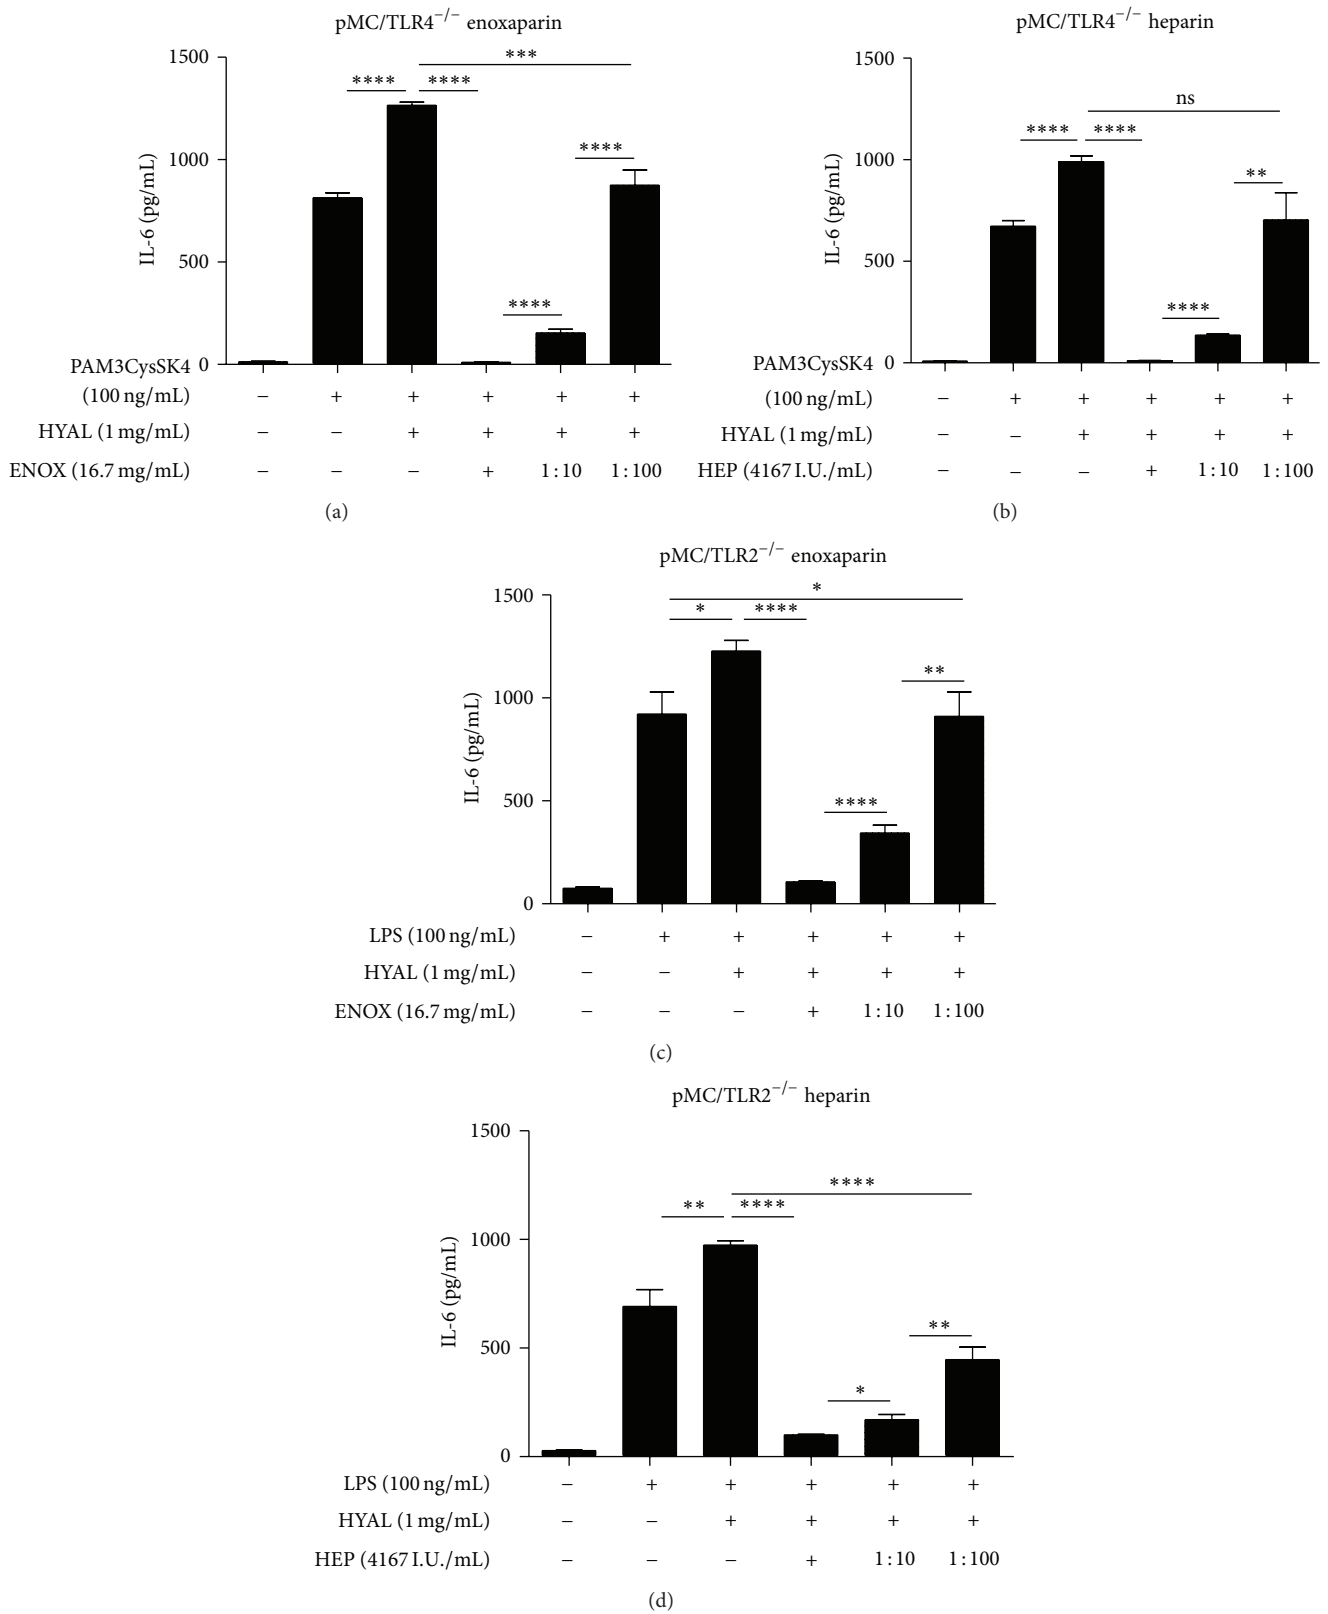 pMC/TLR4−/− enoxaparin
1500
1000
500
0
IL-6 (pg/mL)
**** **** ***
**** ****
PAM3CysSK4
(100 ng/mL) − + + + + +
HYAL (1 mg/mL) − − + + + +
ENOX (16.7 mg/mL) − − − + 1 : 10 1 : 100
(a)
pMC/TLR4−/− heparin
1500
1000
500
0
IL-6 (pg/mL)
ns
**** **** **
****
PAM3CysSK4
(100 ng/mL) − + + + + +
HYAL (1 mg/mL) − − + + + +
HEP (4167 I.U./mL) − − − + 1 : 10 1 : 100
(b)
pMC/TLR2−/− enoxaparin
1500
1000
500
0
IL-6 (pg/mL)
*
* ****
**
****
LPS (100 ng/mL) − + + + + +
HYAL (1 mg/mL) − − + + + +
ENOX (16.7 mg/mL) − − − + 1 : 10 1 : 100
(c)
pMC/TLR2−/− heparin
1500
1000
500
0
IL-6 (pg/mL)
****
** ****
**
*
LPS (100 ng/mL) − + + + + +
HYAL (1 mg/mL) − − + + + +
HEP (4167 I.U./mL) − − − + 1 : 10 1 : 100
(d)